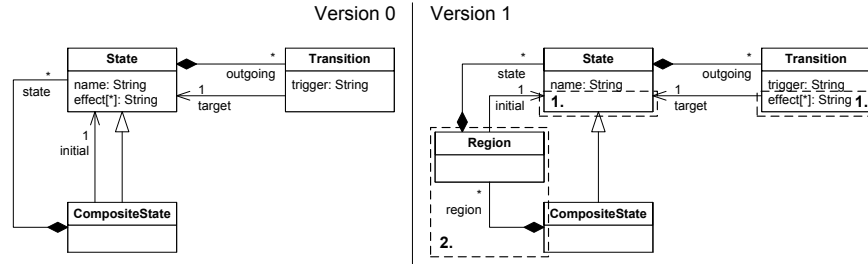 Version 0
State
name: String
effect[*]: String
*
outgoing
Transition
trigger: String
1
target
*
state
1
initial
CompositeState
Version 1
State
name: String
1.
*
outgoing
Transition
trigger: String
effect[*]: String
1.
1
target
*
state
1
initial
Region
*
region
CompositeState
2.